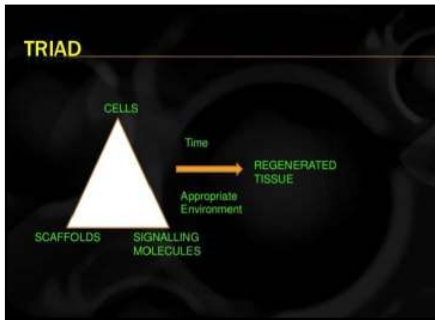 TRIAD
CELLS
Time
REGENERATED
TISSUE
Appropriate
Environment
SCAFFOLDS
SIGNALLING
MOLECULES